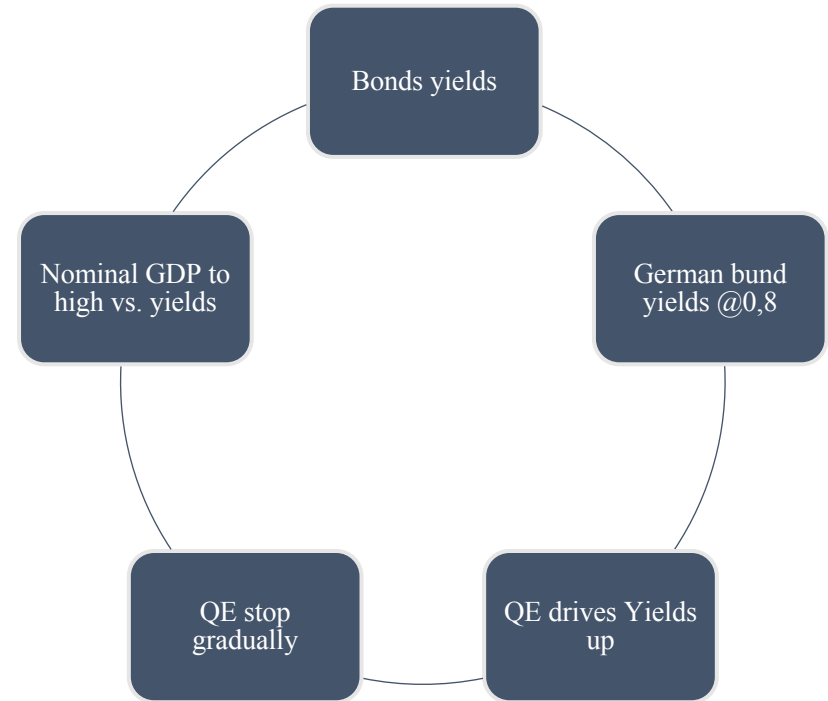 Bonds yields
German bund
yields @0,8
QE drives Yields
up
QE stop
gradually
Nominal GDP to
high vs. yields